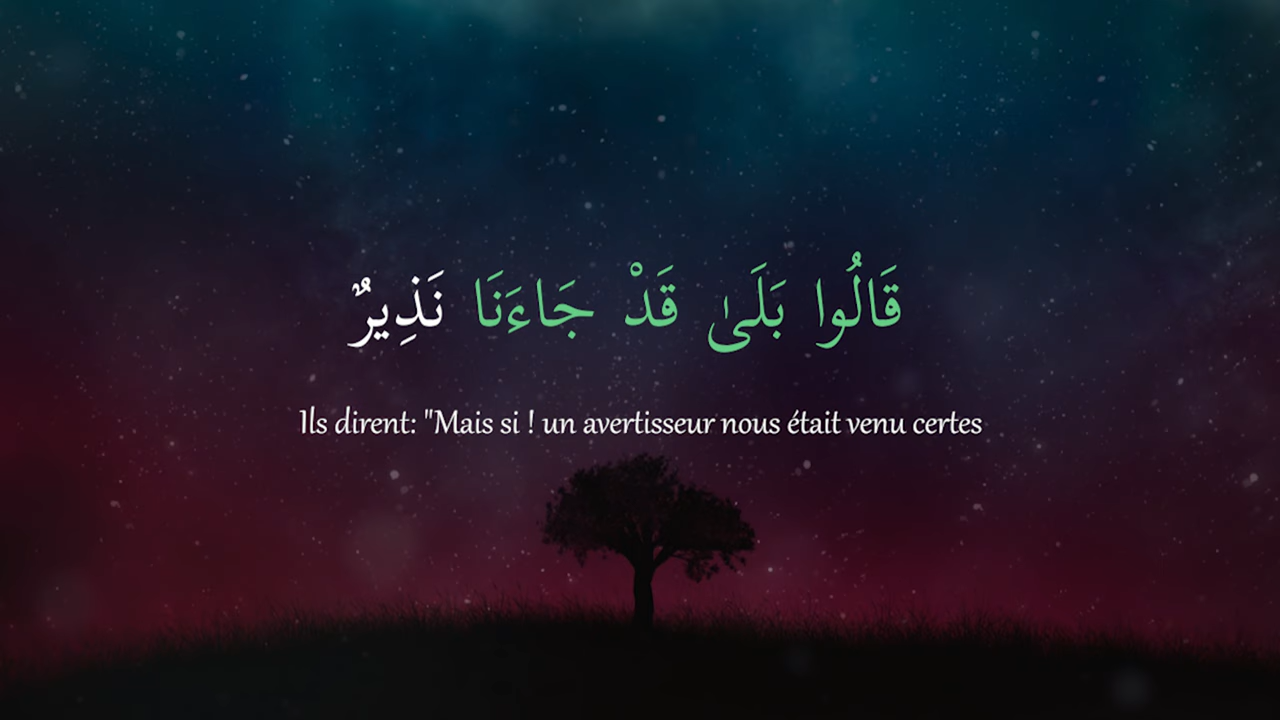 قَالُوا بَلَىٰ قَدْ جَاءَنَا نَذِيرٌ
Ils dirent: "Mais si ! un avertisseur nous était venu certes